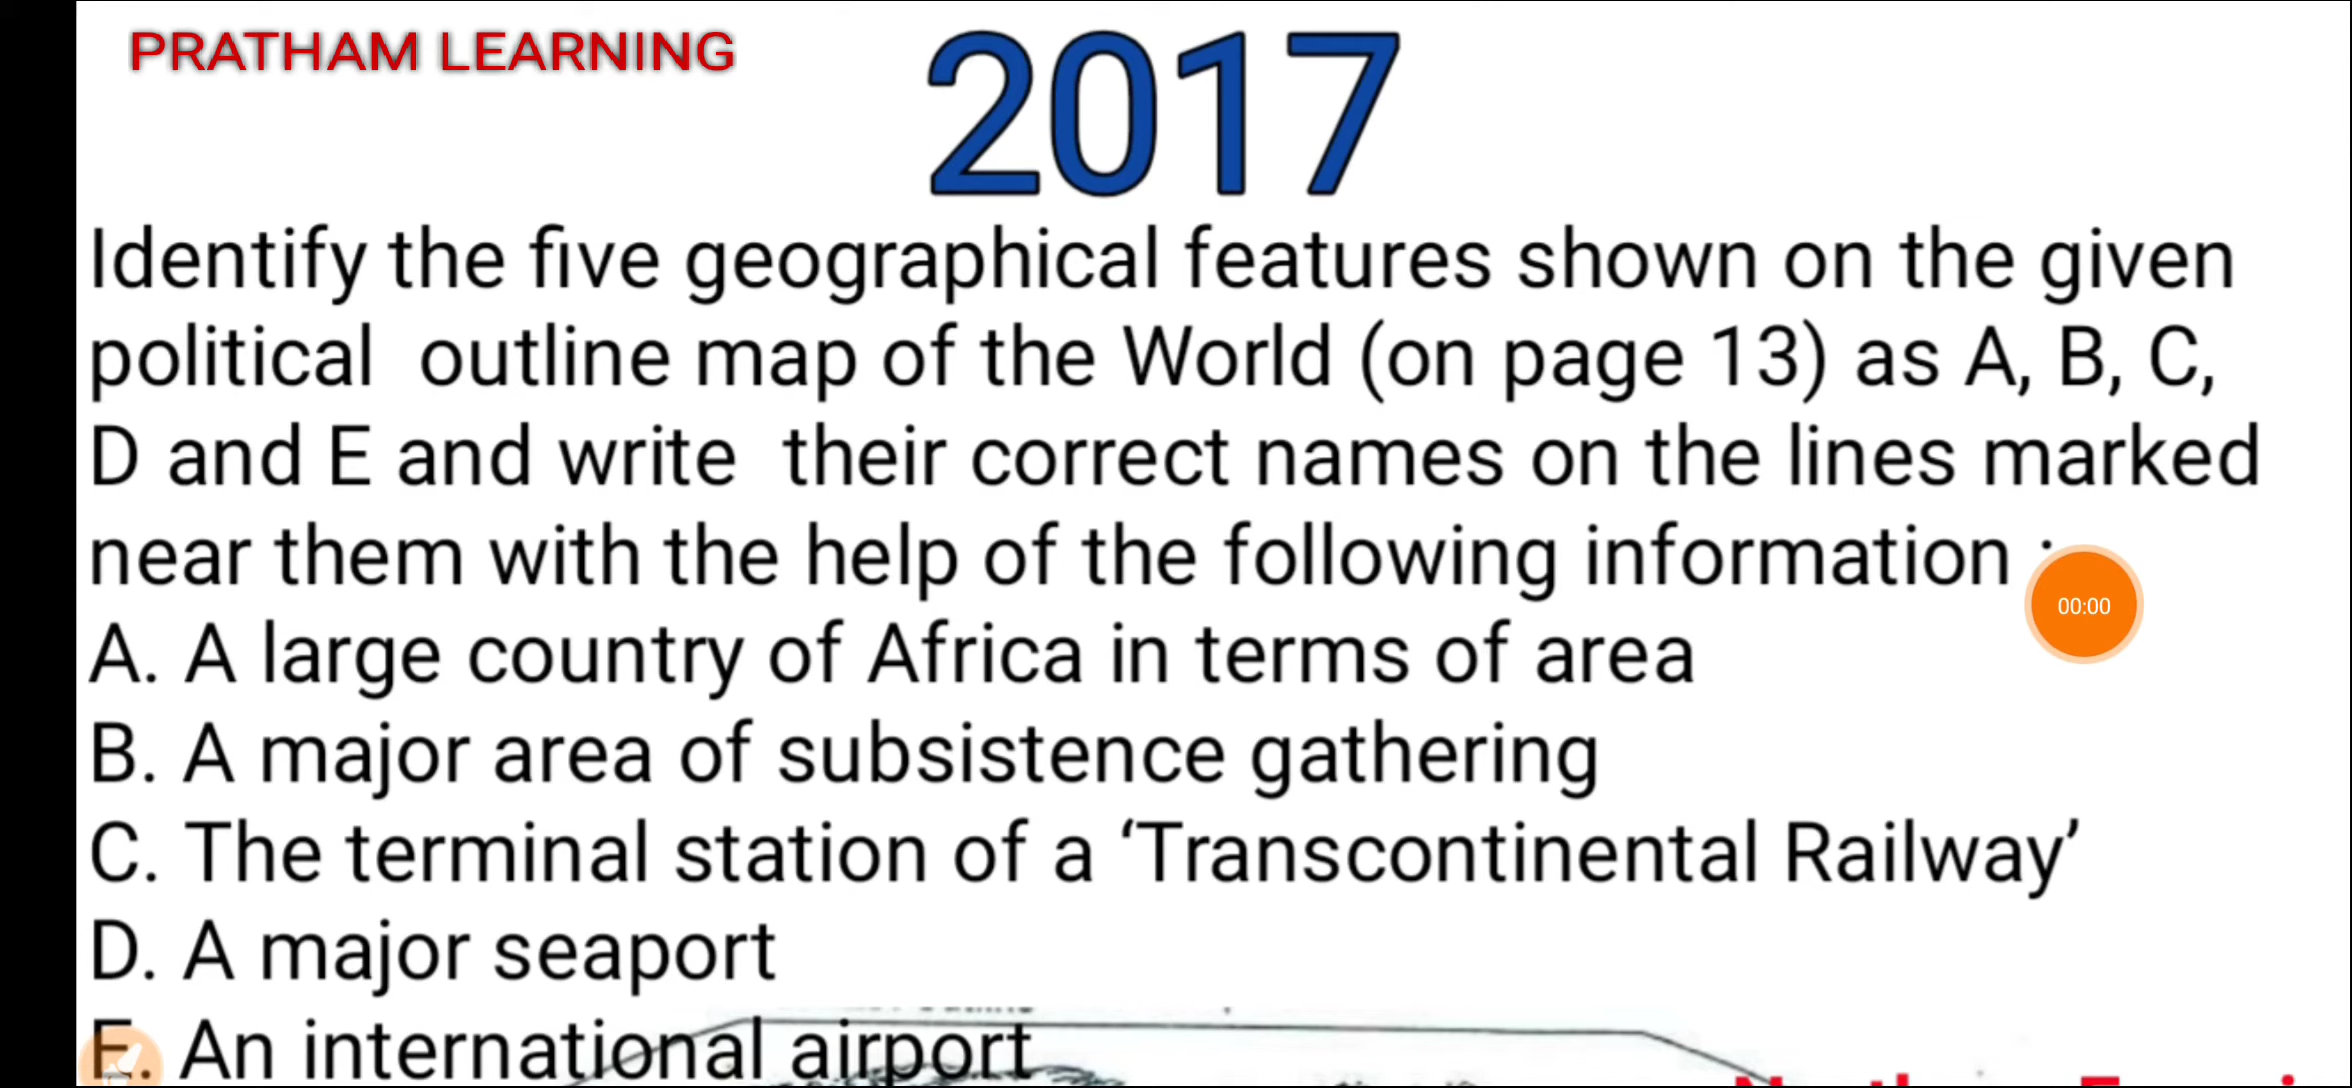 PRATHAM LEARNING
2017
Identify the five geographical features shown on the given
political outline map of the World (on page 13) as A, B, C,
D and E and write their correct names on the lines marked
near them with the help of the following information :
00:00
A. A large country of Africa in terms of area
B. A major area of subsistence gathering
C. The terminal station of a ‘Transcontinental Railway’
D. A major seaport
E. An international airport